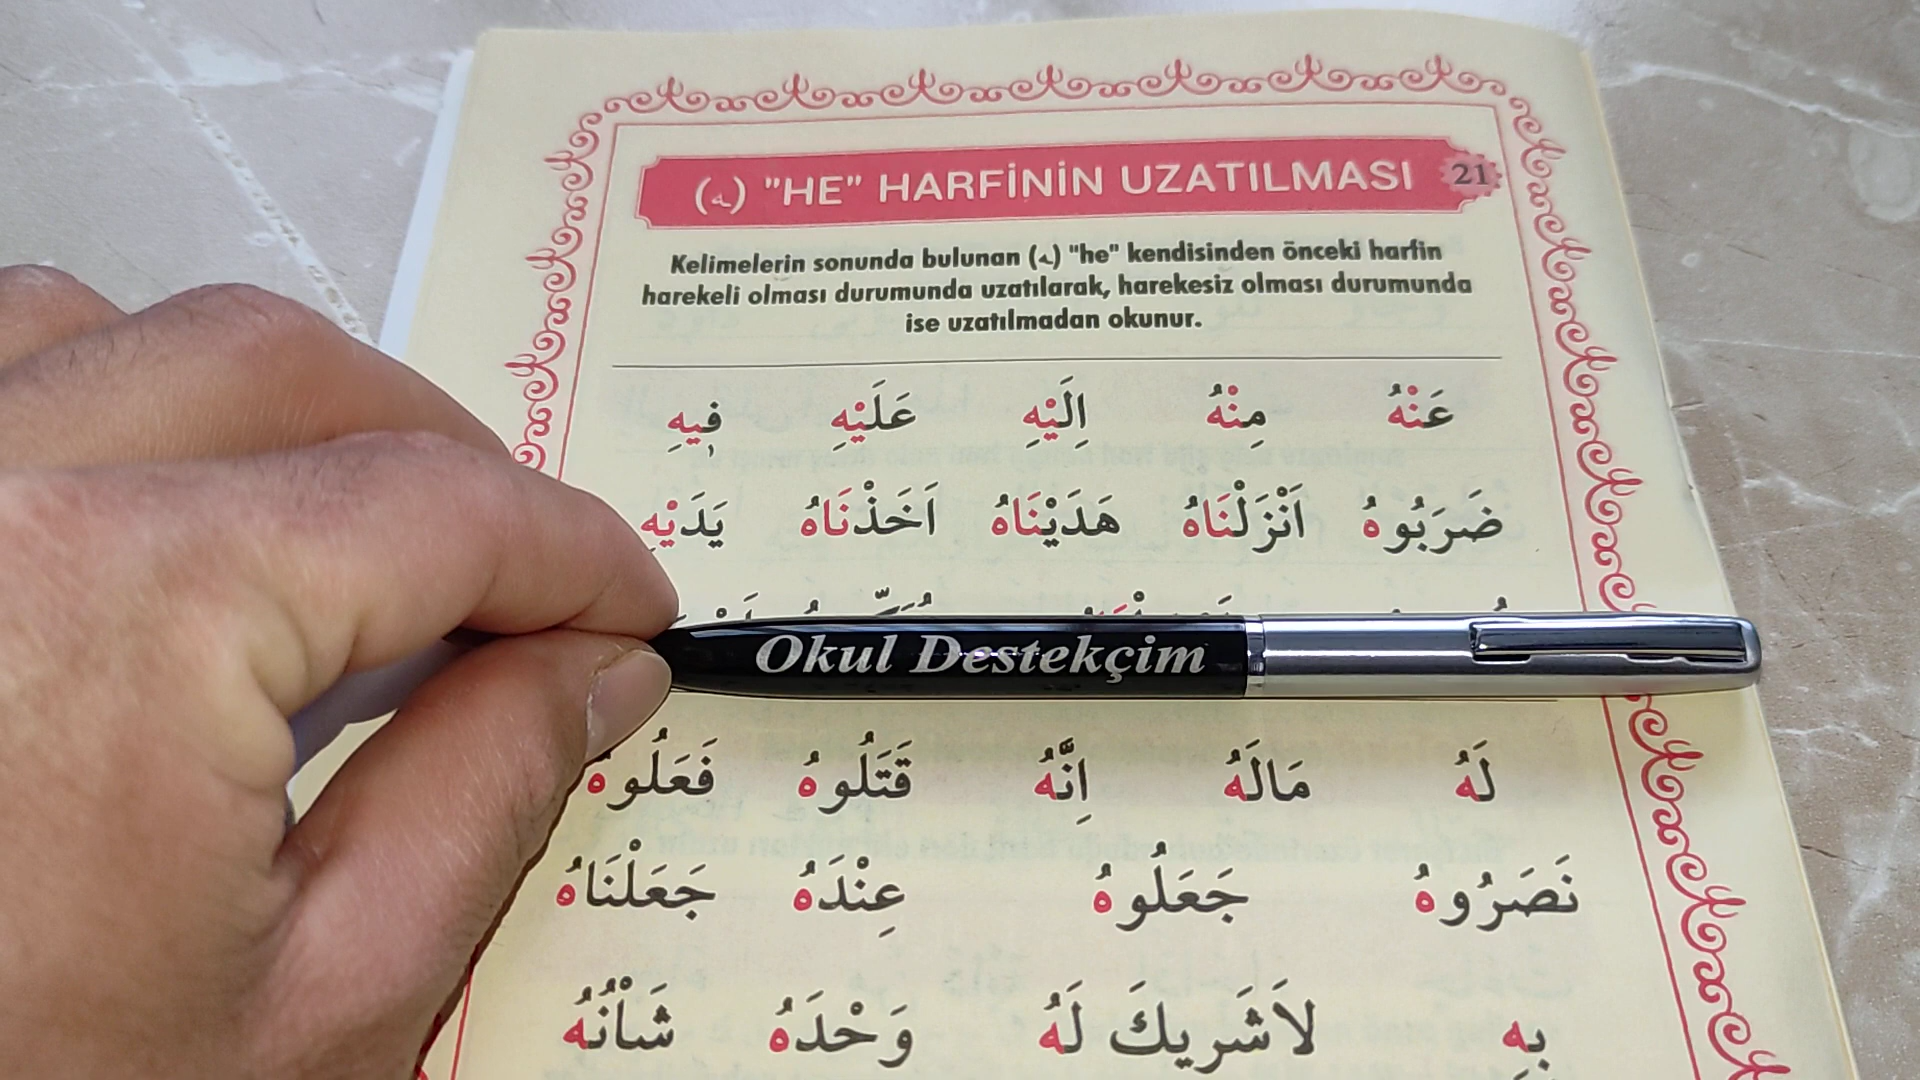 (ه) "HE" HARFİNİN UZATILMASI 21
Kelimelerin sonunda bulunan (ه) "he" kendisinden önceki harfin
harekeli olması durumunda uzatılarak, harekesiz olması durumunda
ise uzatılmadan okunur.
عَنْهُ مِنْهُ اِلَيْهِ عَلَيْهِ فِيهِ
ضَرَبُوهُ اَنْزَلْنَاهُ هَدَيْنَاهُ اَخَذْنَاهُ يَدَيْهِ
Okul Destekçim
لَهُ مَالَهُ اِنَّهُ قَتَلُوهُ فَعَلُوهُ
نَصَرُوهُ جَعَلُوهُ عِنْدَهُ جَعَلْنَاهُ
بِهِ لَاشَرِيكَ لَهُ وَحْدَهُ شَاْنُهُ